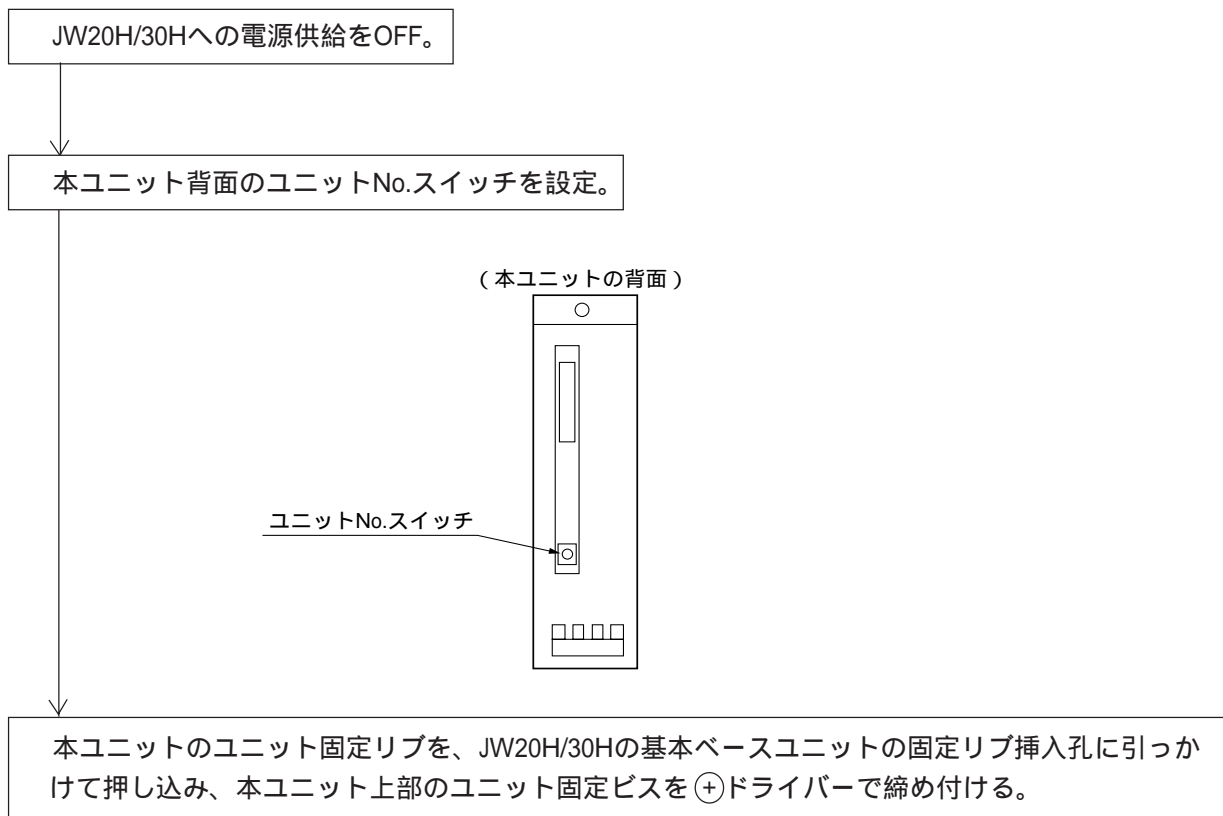 JW20H/30Hへの電源供給をOFF。
本ユニット背面のユニットNo.スイッチを設定。
(本ユニットの背面)
ユニットNo.スイッチ
本ユニットのユニット固定リブを、JW20H/30Hの基本ベースユニットの固定リブ挿入孔に引っか
けて押し込み、本ユニット上部のユニット固定ビスを⊕ドライバーで締め付ける。